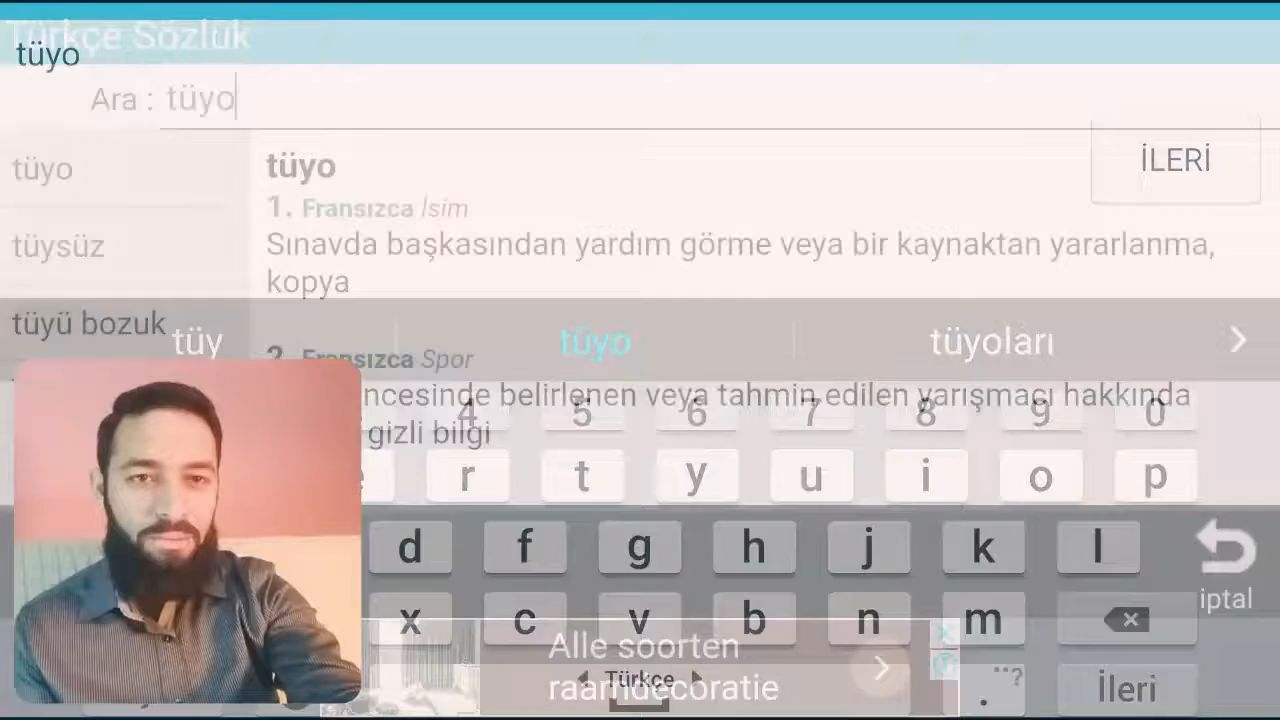 Türkçe Sözlük
tüyo
Ara : tüyo
İLERİ
tüyo
tüysüz
tüyü bozuk
tüyo
1. Fransızca İsim
Sınavda başkasından yardım görme veya bir kaynaktan yararlanma,
kopya
2. Fransızca Spor
ncesinde belirlenen veya tahmin edilen yarışmacı hakkında
gizli bilgi
tüy tüyo tüyoları
4 5 6 7 8 9 0
r t y u i o p
d f g h j k l
iptal
x c v b n m
Alle soorten
raamdecoratie
Türkçe
. ¨?
İleri